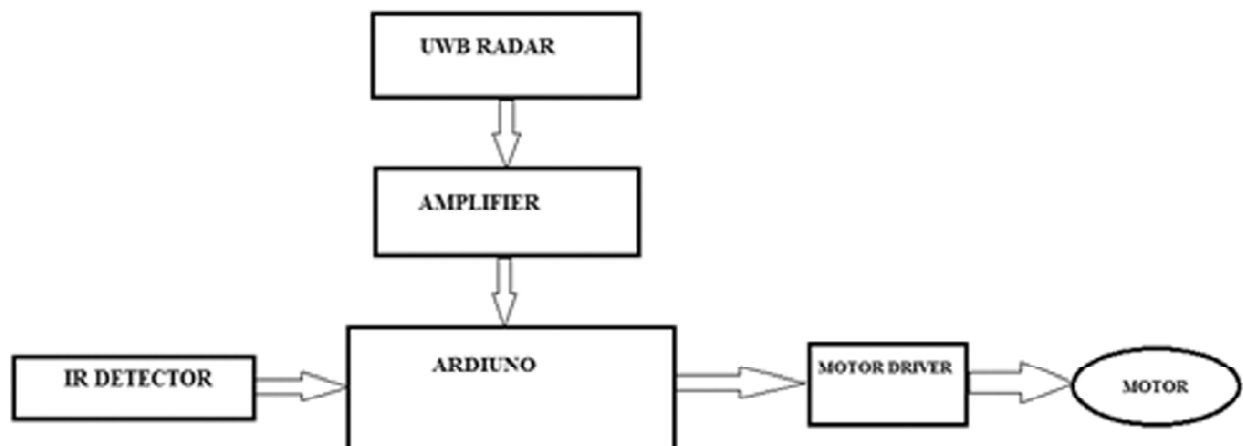 UWB RADAR
AMPLIFIER
IR DETECTOR
ARDIUNO
MOTOR DRIVER
MOTOR